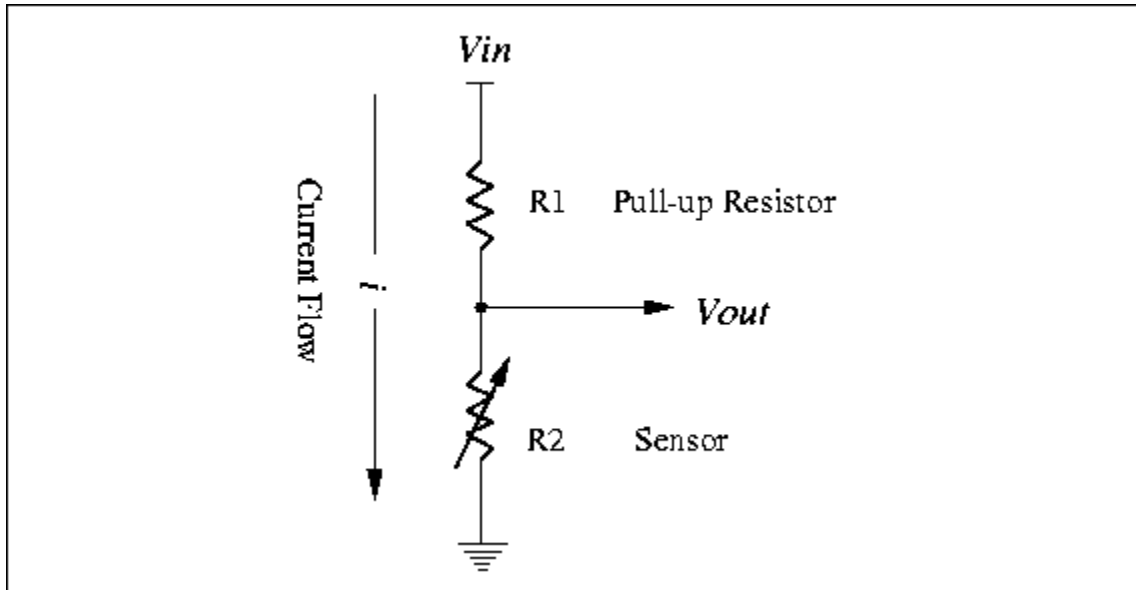 Vin
R1 Pull-up Resistor
Current Flow
i
Vout
R2 Sensor